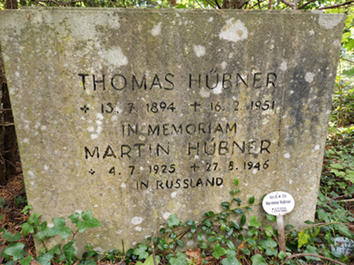 THOMAS HÜBNER
✣ 13.7.1894 ✝ 16.2.1951
IN MEMORIAM
MARTIN HÜBNER
✣ 4.7.1925 ✝ 27.5.1946
IN RUSSLAND